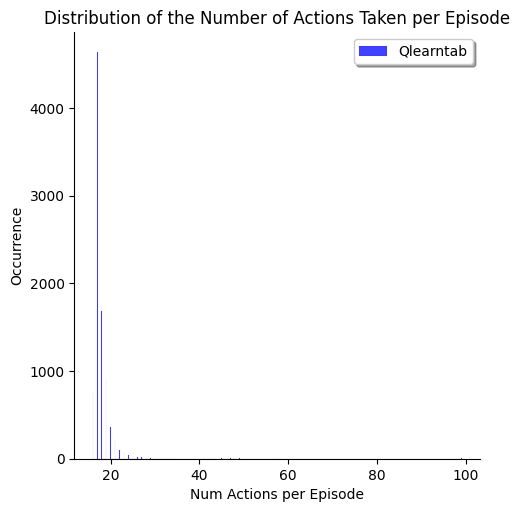 Distribution of the Number of Actions Taken per Episode
Qlearntab
4000
3000
2000
1000
0
Occurrence
20 40 60 80 100
Num Actions per Episode